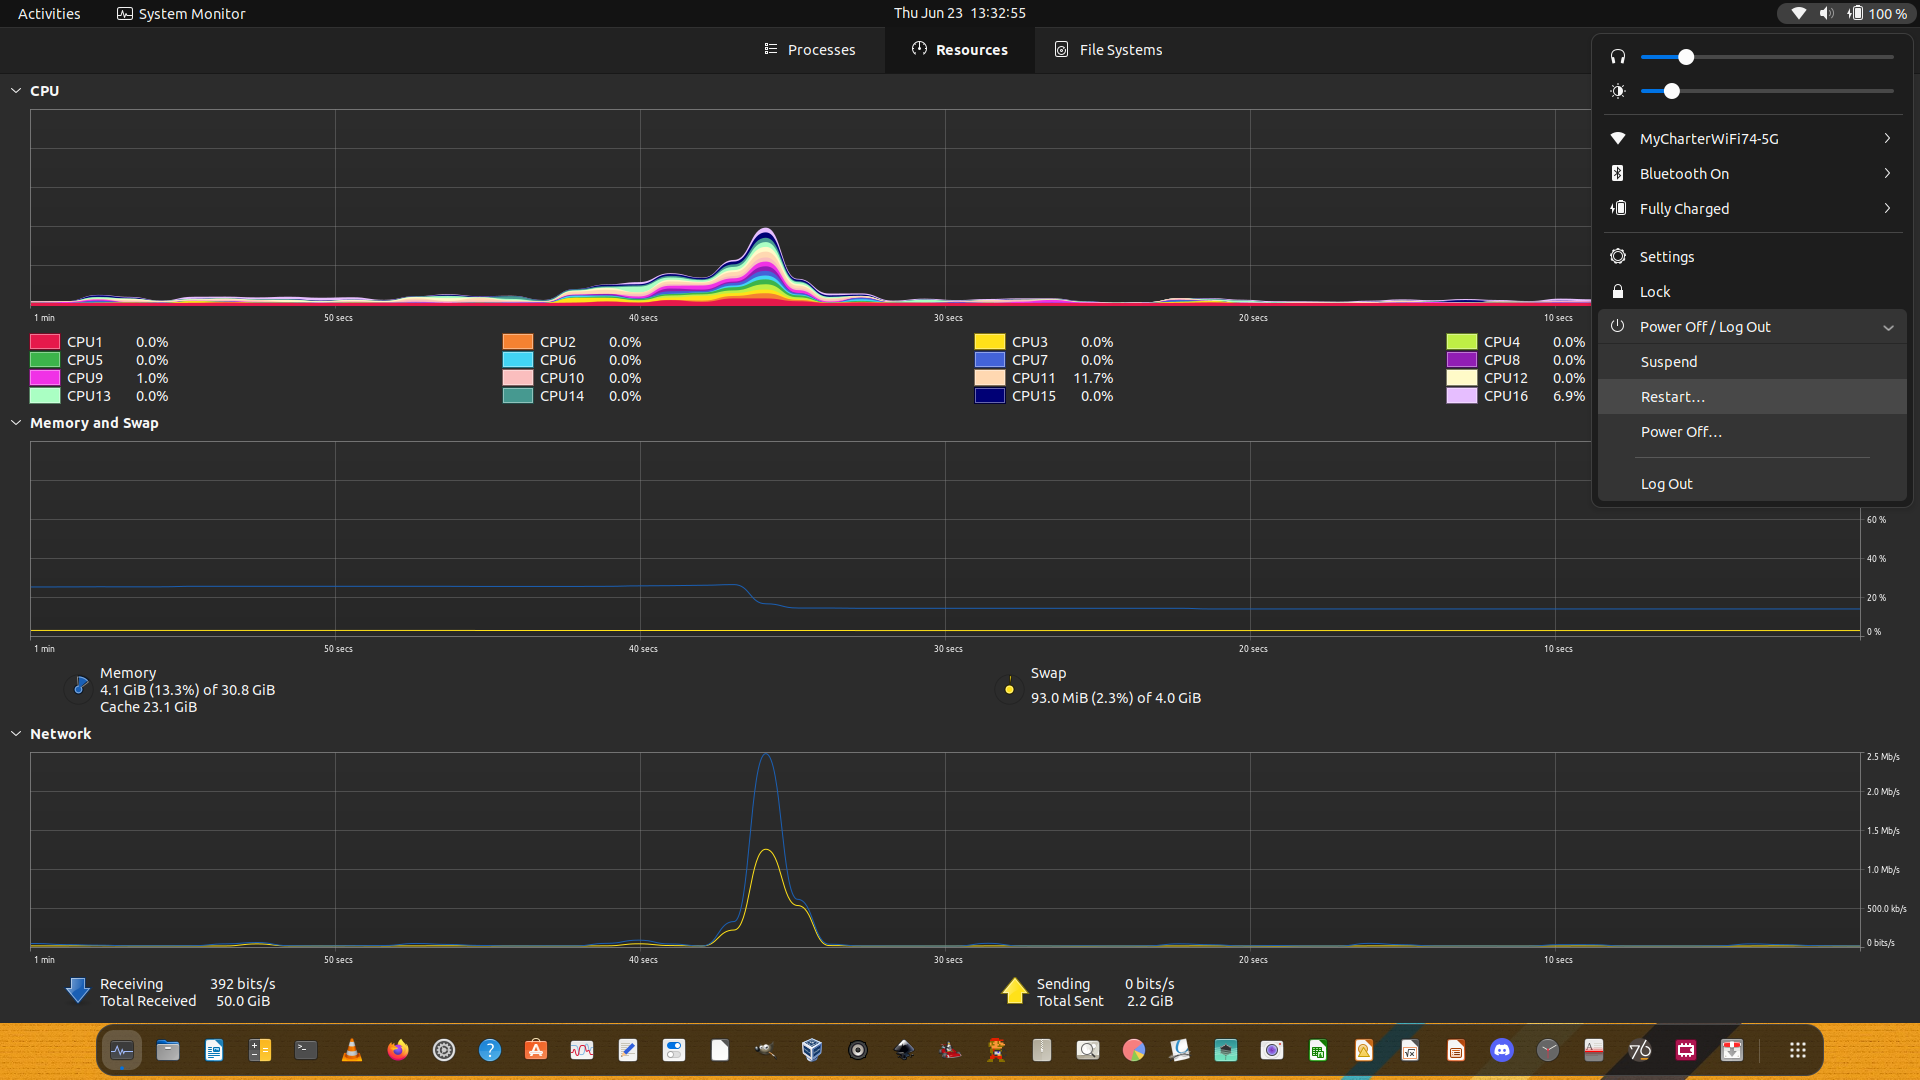 Activities
System Monitor
Thu Jun 23 13:32:55
100 %
Processes
Resources
File Systems
CPU
1 min
50 secs
40 secs
30 secs
20 secs
10 secs
CPU1 0.0%
CPU2 0.0%
CPU3 0.0%
CPU4 0.0%
CPU5 0.0%
CPU6 0.0%
CPU7 0.0%
CPU8 0.0%
CPU9 1.0%
CPU10 0.0%
CPU11 11.7%
CPU12 0.0%
CPU13 0.0%
CPU14 0.0%
CPU15 0.0%
CPU16 6.9%
MyCharterWiFi74-5G
Bluetooth On
Fully Charged
Settings
Lock
Power Off / Log Out
Suspend
Restart…
Power Off…
Log Out
Memory and Swap
60 %
40 %
20 %
0 %
1 min
50 secs
40 secs
30 secs
20 secs
10 secs
Memory
4.1 GiB (13.3%) of 30.8 GiB
Cache 23.1 GiB
Swap
93.0 MiB (2.3%) of 4.0 GiB
Network
2.5 Mb/s
2.0 Mb/s
1.5 Mb/s
1.0 Mb/s
500.0 kb/s
0 bits/s
1 min
50 secs
40 secs
30 secs
20 secs
10 secs
Receiving 392 bits/s
Total Received 50.0 GiB
Sending 0 bits/s
Total Sent 2.2 GiB
76